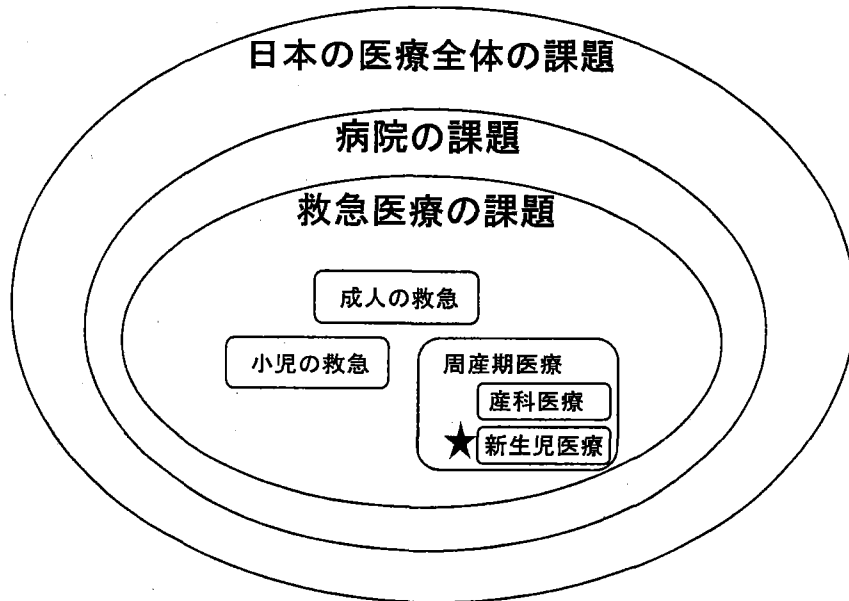 日本の医療全体の課題
病院の課題
救急医療の課題
成人の救急
小児の救急
周産期医療
産科医療
★新生児医療